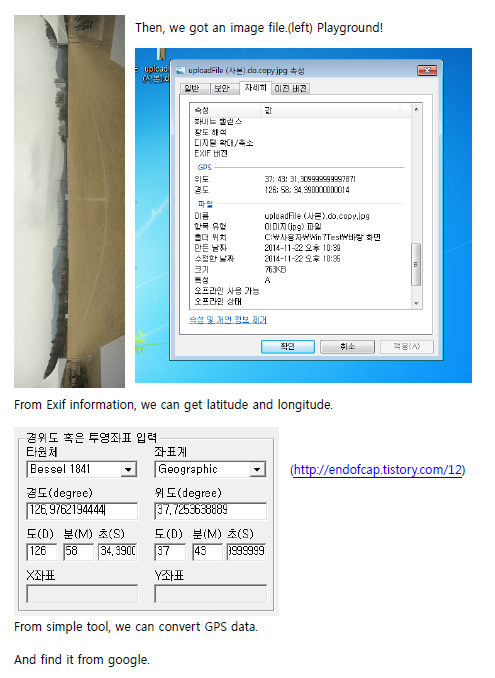 Then, we got an image file.(left) Playground!
uploadFile (사본).do.copy.jpg 속성
일반 보안 자세히 이전 버전
속성 값
화이트 밸런스
광도 해석
디지털 확대/축소
EXIF 버전
GPS
위도 37; 43; 31.309999999997871
경도 126; 58; 34.390000000014
파일
이름 uploadFile (사본).do.copy.jpg
항목 유형 이미지(jpg) 파일
폴더 위치 C:₩사용자₩Win7Test₩바탕 화면
만든 날짜 2014-11-22 오후 10:39
수정한 날짜 2014-11-22 오후 10:35
크기 763KB
특성 A
오프라인 사용 가능
오프라인 상태
속성 및 개인 정보 제거
확인 취소 적용(A)
From Exif information, we can get latitude and longitude.
경위도 혹은 투영좌표 입력
타원체 좌표계
Bessel 1841 Geographic
경도(degree) 위도(degree)
126.9762194444 37.7253638889
도(D) 분(M) 초(S) 도(D) 분(M) 초(S)
126 58 34.3900 37 43 9999999
X좌표 Y좌표
(http://endofcap.tistory.com/12)
From simple tool, we can convert GPS data.
And find it from google.